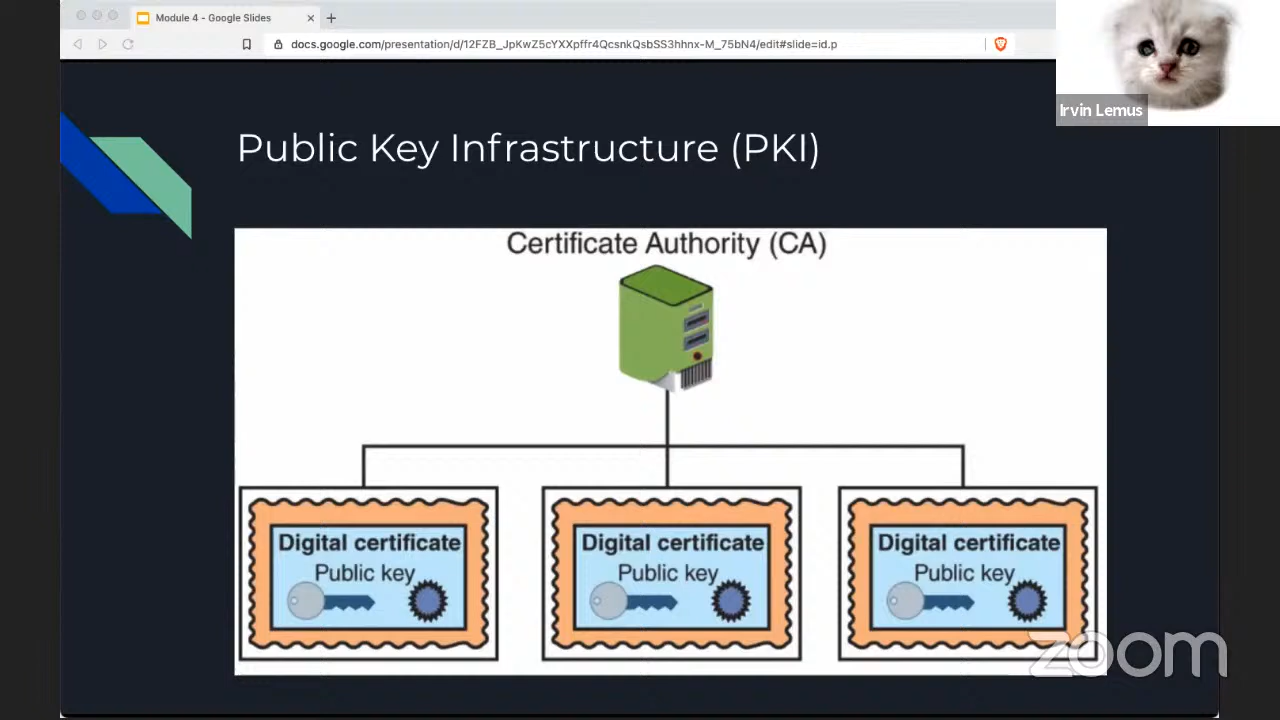 Module 4 - Google Slides
docs.google.com/presentation/d/12FZB_JpKwZ5cYXXpffr4QcsnkQsbSS3hhnx-M_75bN4/edit#slide=id.p
Irvin Lemus
Public Key Infrastructure (PKI)
Certificate Authority (CA)
Digital certificate
Public key
Digital certificate
Public key
Digital certificate
Public key
zoom